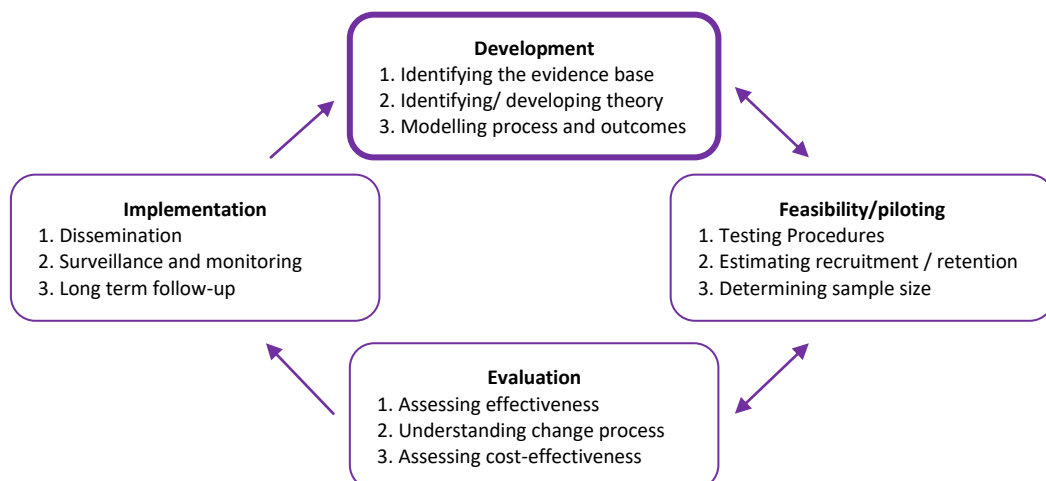 Development
1. Identifying the evidence base
2. Identifying/ developing theory
3. Modelling process and outcomes
Implementation
1. Dissemination
2. Surveillance and monitoring
3. Long term follow-up
Feasibility/piloting
1. Testing Procedures
2. Estimating recruitment / retention
3. Determining sample size
Evaluation
1. Assessing effectiveness
2. Understanding change process
3. Assessing cost-effectiveness